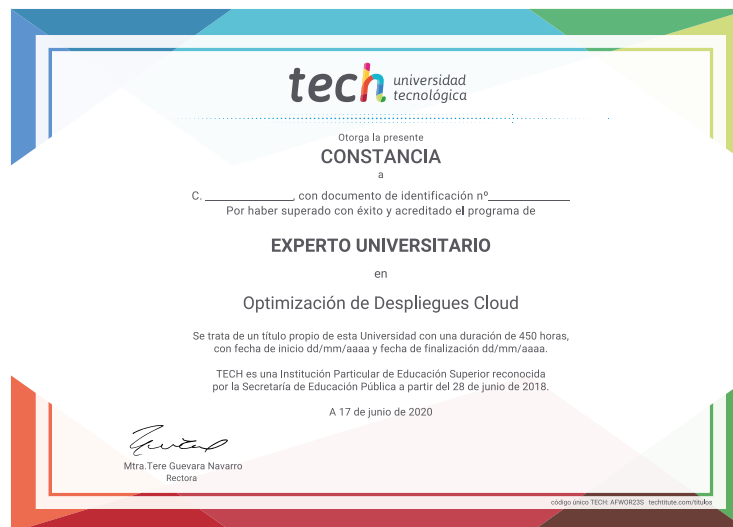 tech universidad
tecnológica
Otorga la presente
CONSTANCIA
a
C. ______________, con documento de identificación nº______________
Por haber superado con éxito y acreditado el programa de
EXPERTO UNIVERSITARIO
en
Optimización de Despliegues Cloud
Se trata de un título propio de esta Universidad con una duración de 450 horas,
con fecha de inicio dd/mm/aaaa y fecha de finalización dd/mm/aaaa.
TECH es una Institución Particular de Educación Superior reconocida
por la Secretaría de Educación Pública a partir del 28 de junio de 2018.
A 17 de junio de 2020
Mtra.Tere Guevara Navarro
Rectora
código único TECH: AFWOR23S techtitute.com/titulos